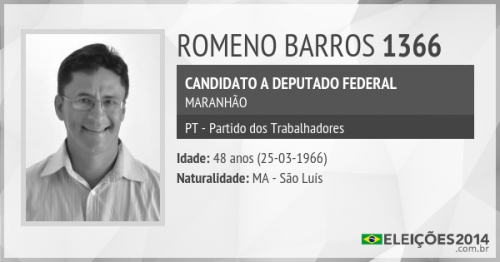 ROMENO BARROS 1366
CANDIDATO A DEPUTADO FEDERAL
MARANHÃO
PT - Partido dos Trabalhadores
Idade: 48 anos (25-03-1966)
Naturalidade: MA - São Luís
ELEIÇÕES2014
.com.br